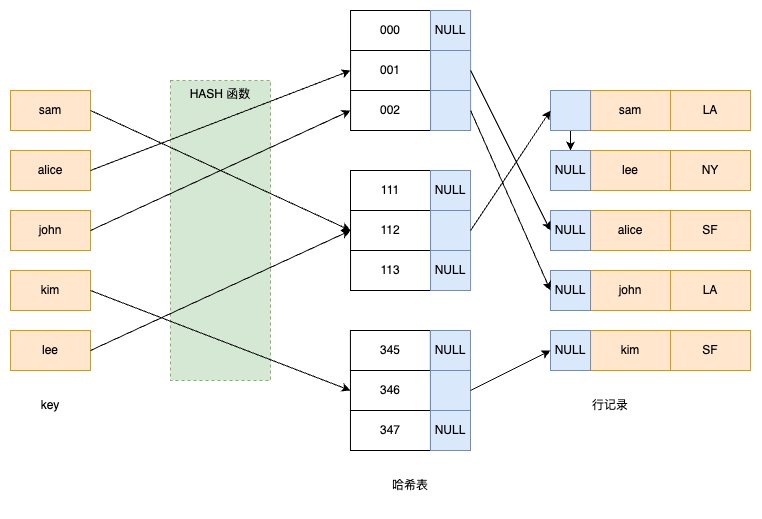 sam
alice
john
kim
lee
key
HASH 函数
000 NULL
001
002
111 NULL
112
113 NULL
345 NULL
346
347 NULL
哈希表
sam LA
NULL lee NY
NULL alice SF
NULL john LA
NULL kim SF
行记录